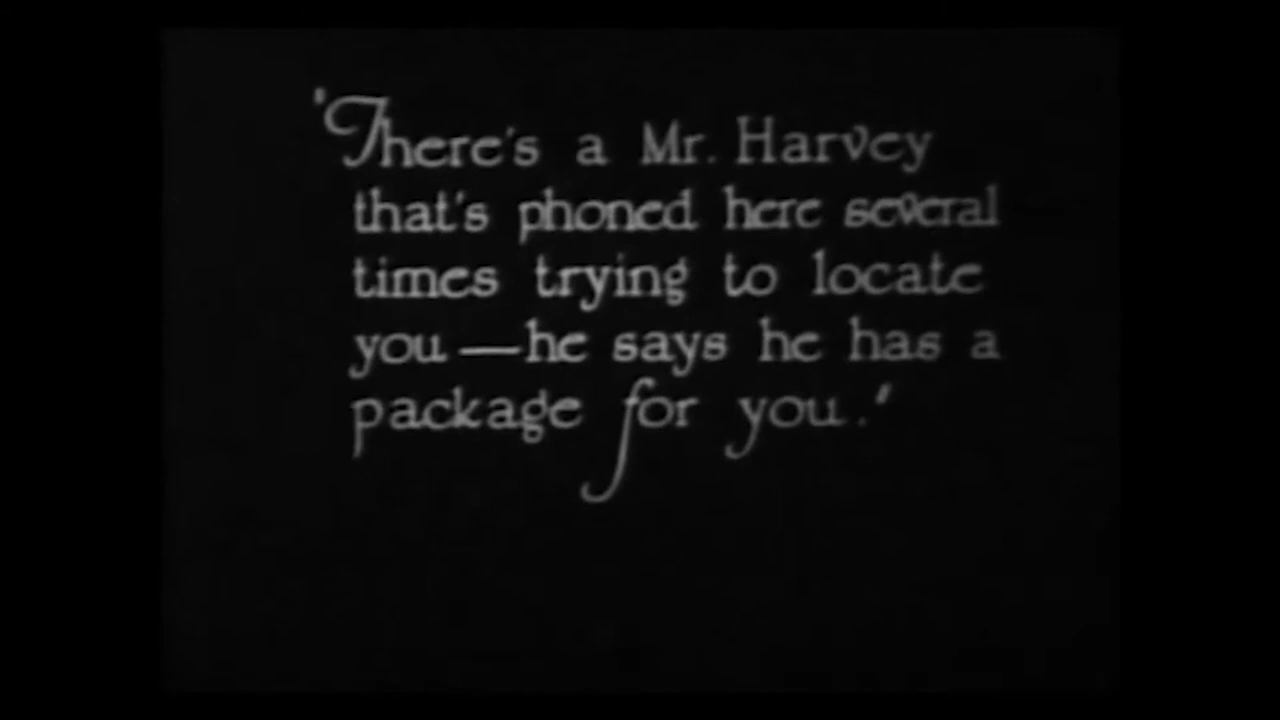 'There's a Mr. Harvey
that's phoned here several
times trying to locate
you—he says he has a
package for you.'